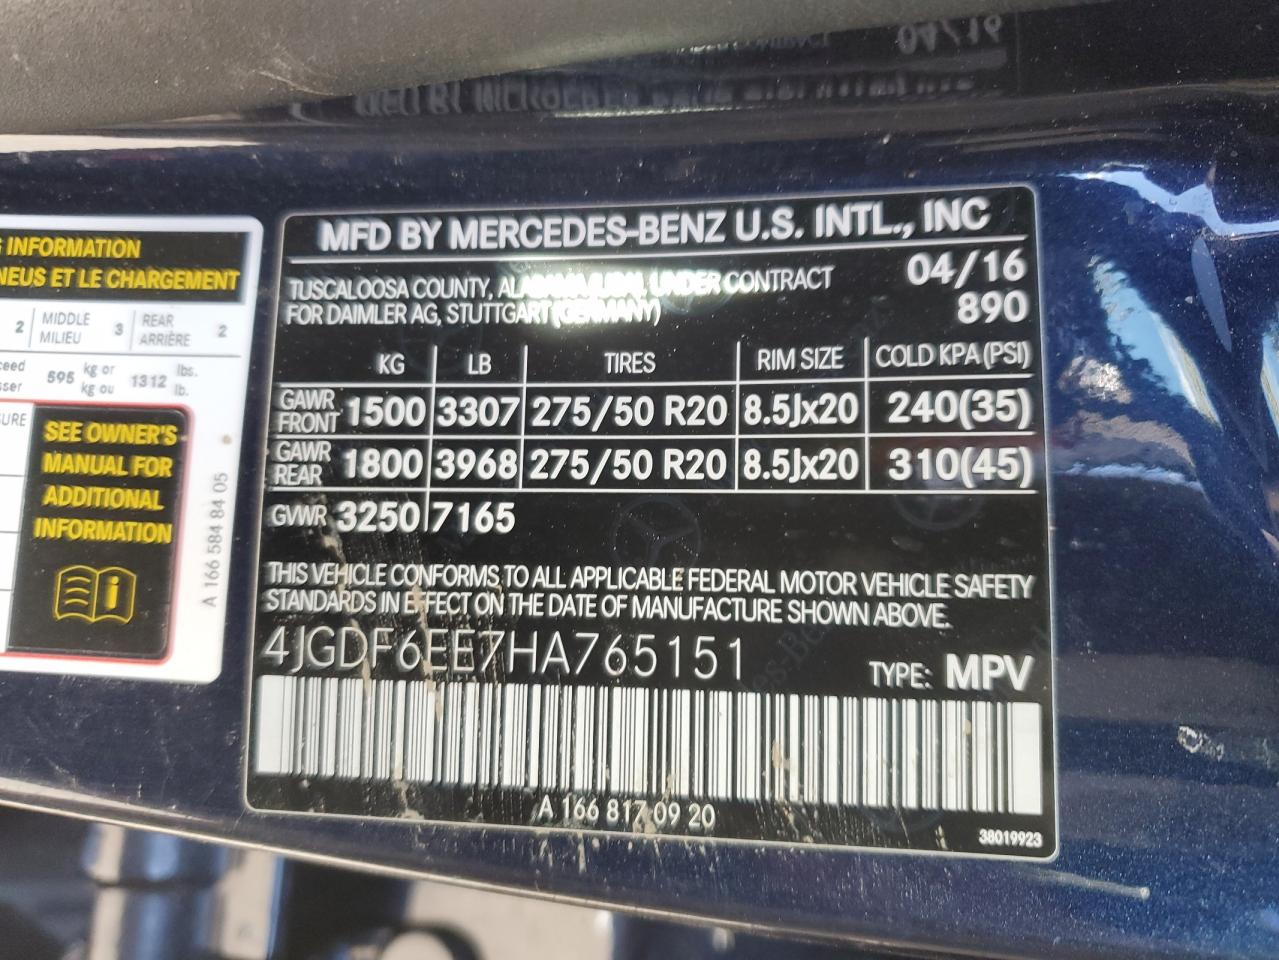 04/16
INFORMATION
NEUS ET LE CHARGEMENT
2 MIDDLE MILIEU 3 REAR ARRIÈRE 2
595 kg or kg ou 1312 lbs. lb.
SEE OWNER'S
MANUAL FOR
ADDITIONAL
INFORMATION
A 166 584 84 05
MFD BY MERCEDES-BENZ U.S. INTL., INC
TUSCALOOSA COUNTY, ALABAMA/USA, UNDER CONTRACT 04/16
FOR DAIMLER AG, STUTTGART (GERMANY) 890
KG LB TIRES RIM SIZE COLD KPA (PSI)
GAWR FRONT 1500 3307 275/50 R20 8.5Jx20 240(35)
GAWR REAR 1800 3968 275/50 R20 8.5Jx20 310(45)
GVWR 3250 7165
THIS VEHICLE CONFORMS TO ALL APPLICABLE FEDERAL MOTOR VEHICLE SAFETY
STANDARDS IN EFFECT ON THE DATE OF MANUFACTURE SHOWN ABOVE.
4JGDF6EE7HA765151 TYPE: MPV
A 166 817 09 20
38019923